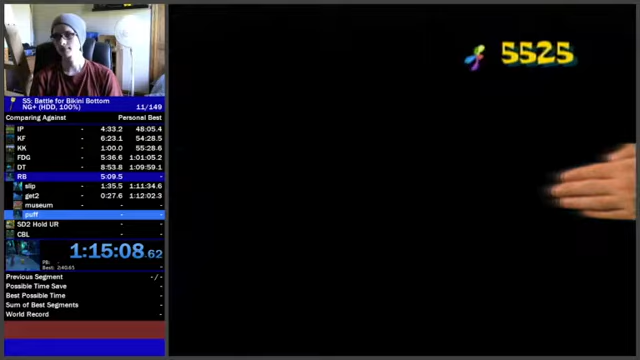 5525
SS: Battle for Bikini Bottom
NG+ (HDD, 100%) 11/149
Comparing Against Personal Best
IP - 4:33.2 48:05.4
KF - 6:23.1 54:28.5
KK - 1:00.0 55:28.6
FDG - 5:36.6 1:01:05.2
DT - 8:53.8 1:09:59.1
RB 5:09.5 -
slip - 1:35.5 1:11:34.6
get2 - 0:27.6 1:12:02.3
museum - - -
puff - -
SD2 Hold UR - - -
CBL - - -
1:15:08.62
PB: -
Best: 2:40.63
Previous Segment - / -
Possible Time Save -
Best Possible Time -
Sum of Best Segments -
World Record -